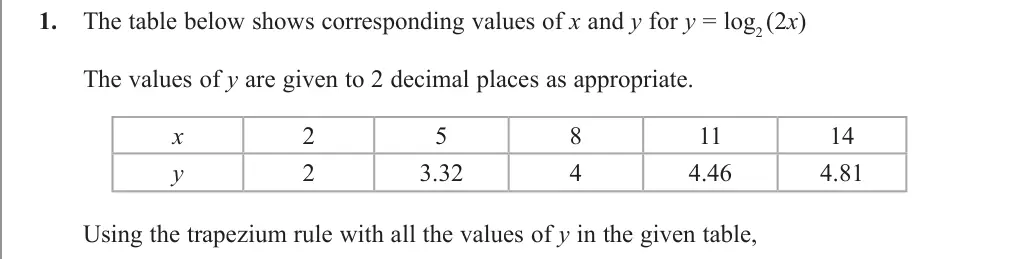 1. The table below shows corresponding values of x and y for y = log₂(2x)
The values of y are given to 2 decimal places as appropriate.
x 2 5 8 11 14
y 2 3.32 4 4.46 4.81
Using the trapezium rule with all the values of y in the given table,